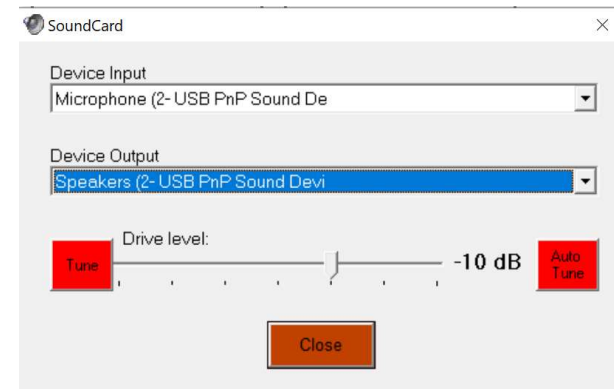 SoundCard
Device Input
Microphone (2- USB PnP Sound De
Device Output
Speakers (2- USB PnP Sound Devi
Drive level:
Tune
-10 dB
Auto
Tune
Close